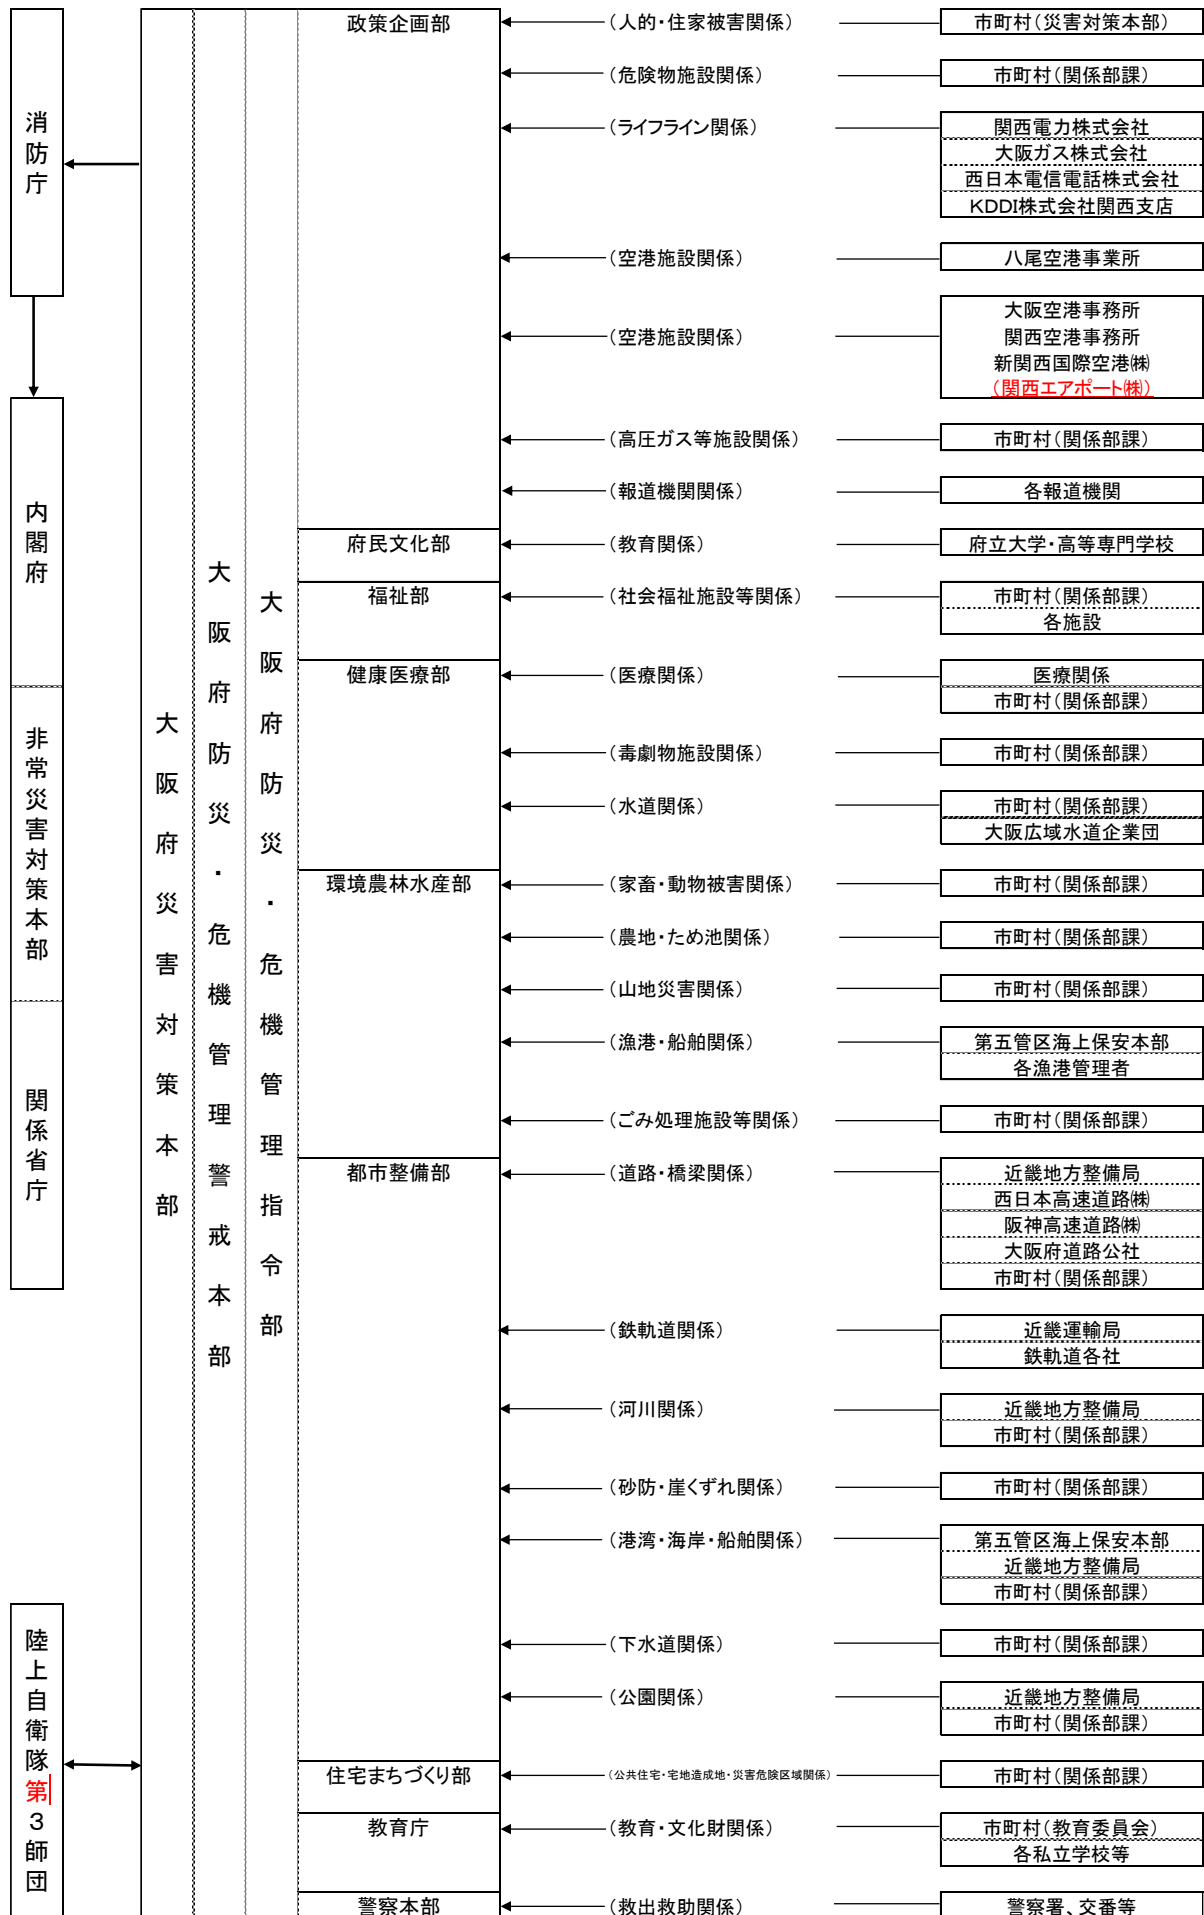 消防庁
内閣府
非常災害対策本部
関係省庁
陸上自衛隊第3師団
大阪府災害対策本部
大阪府防災・危機管理警戒本部
大阪府防災・危機管理指令部
政策企画部
（人的・住家被害関係）
市町村（災害対策本部）
（危険物施設関係）
市町村（関係部課）
（ライフライン関係）
関西電力株式会社
大阪ガス株式会社
西日本電信電話株式会社
KDDI株式会社関西支店
（空港施設関係）
八尾空港事業所
（空港施設関係）
大阪空港事務所
関西空港事務所
新関西国際空港㈱
（関西エアポート㈱）
（高圧ガス等施設関係）
市町村（関係部課）
（報道機関関係）
各報道機関
府民文化部
（教育関係）
府立大学・高等専門学校
福祉部
（社会福祉施設等関係）
市町村（関係部課）
各施設
健康医療部
（医療関係）
医療関係
市町村（関係部課）
（毒劇物施設関係）
市町村（関係部課）
（水道関係）
市町村（関係部課）
大阪広域水道企業団
環境農林水産部
（家畜・動物被害関係）
市町村（関係部課）
（農地・ため池関係）
市町村（関係部課）
（山地災害関係）
市町村（関係部課）
（漁港・船舶関係）
第五管区海上保安本部
各漁港管理者
（ごみ処理施設等関係）
市町村（関係部課）
都市整備部
（道路・橋梁関係）
近畿地方整備局
西日本高速道路㈱
阪神高速道路㈱
大阪府道路公社
市町村（関係部課）
（鉄軌道関係）
近畿運輸局
鉄軌道各社
（河川関係）
近畿地方整備局
市町村（関係部課）
（砂防・崖くずれ関係）
市町村（関係部課）
（港湾・海岸・船舶関係）
第五管区海上保安本部
近畿地方整備局
市町村（関係部課）
（下水道関係）
市町村（関係部課）
（公園関係）
近畿地方整備局
市町村（関係部課）
住宅まちづくり部
（公共住宅・宅地造成地・災害危険区域関係）
市町村（関係部課）
教育庁
（教育・文化財関係）
市町村（教育委員会）
各私立学校等
警察本部
（救出救助関係）
警察署、交番等